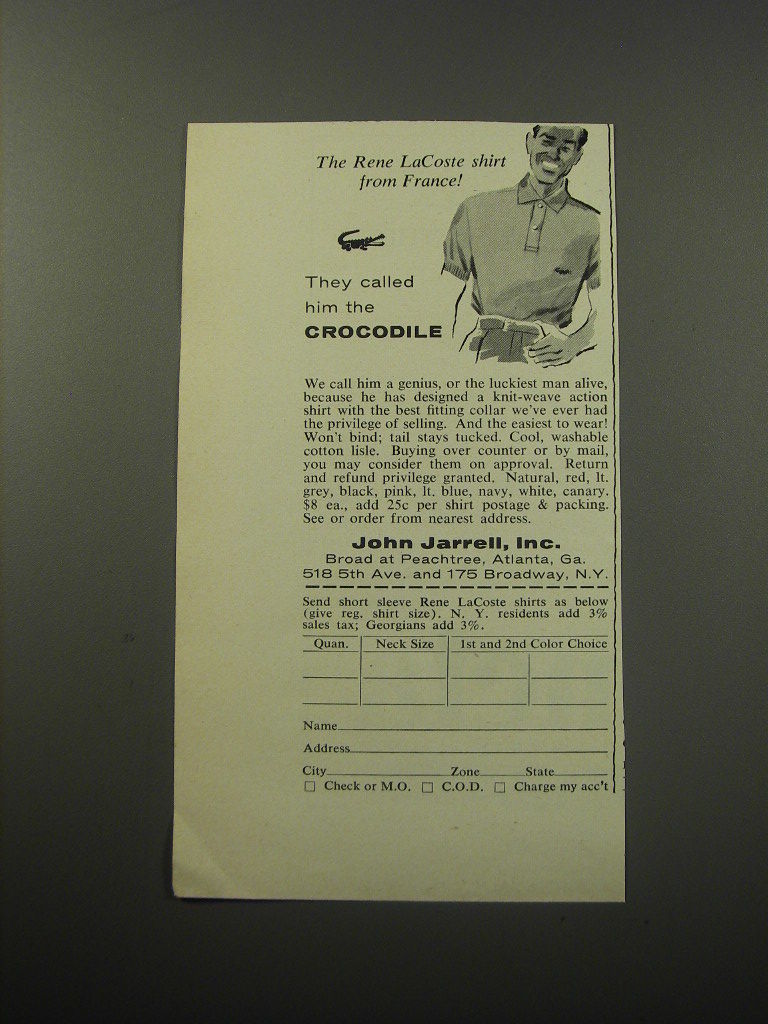 The Rene LaCoste shirt
from France!
They called
him the
CROCODILE
We call him a genius, or the luckiest man alive,
because he has designed a knit-weave action
shirt with the best fitting collar we've ever had
the privilege of selling. And the easiest to wear!
Won't bind; tail stays tucked. Cool, washable
cotton lisle. Buying over counter or by mail,
you may consider them on approval. Return
and refund privilege granted. Natural, red, lt.
grey, black, pink, lt. blue, navy, white, canary.
$8 ea., add 25c per shirt postage & packing.
See or order from nearest address.
John Jarrell, Inc.
Broad at Peachtree, Atlanta, Ga.
518 5th Ave. and 175 Broadway, N.Y.
Send short sleeve Rene LaCoste shirts as below
(give reg. shirt size). N. Y. residents add 3%
sales tax; Georgians add 3%.
Quan. Neck Size 1st and 2nd Color Choice
Name
Address
City Zone State
Check or M.O. C.O.D. Charge my acc't